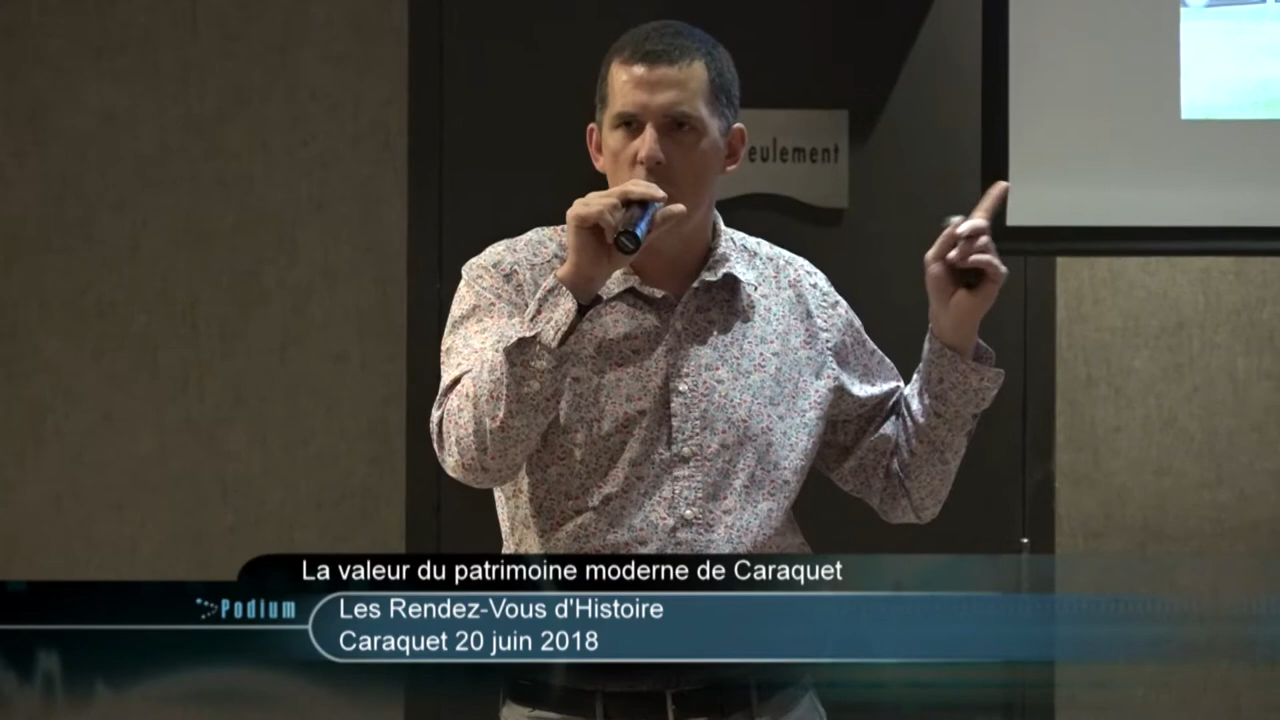 eulement
La valeur du patrimoine moderne de Caraquet
Podium
Les Rendez-Vous d'Histoire
Caraquet 20 juin 2018